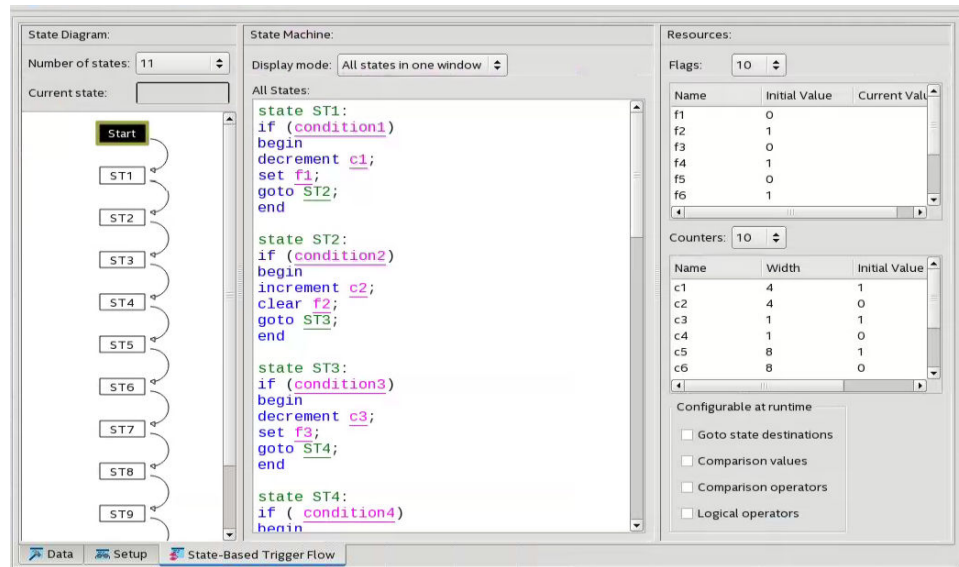 State Diagram:
Number of states: 11
Current state:
Start
ST1
ST2
ST3
ST4
ST5
ST6
ST7
ST8
ST9
State Machine:
Display mode: All states in one window
All States:
state ST1:
if (condition1)
begin
decrement c1;
set f1;
goto ST2;
end
state ST2:
if (condition2)
begin
increment c2;
clear f2;
goto ST3;
end
state ST3:
if (condition3)
begin
decrement c3;
set f3;
goto ST4;
end
state ST4:
if ( condition4)
begin
Resources:
Flags: 10
Name Initial Value Current Valu
f1 0
f2 1
f3 0
f4 1
f5 0
f6 1
Counters: 10
Name Width Initial Value
c1 4 1
c2 4 0
c3 1 1
c4 1 0
c5 8 1
c6 8 0
Configurable at runtime
Goto state destinations
Comparison values
Comparison operators
Logical operators
Data Setup State-Based Trigger Flow